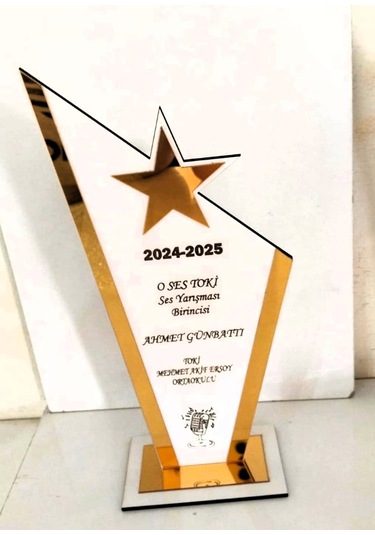 2024-2025
O SES TOKİ
Ses Yarışması
Birincisi
AHMET GÜNBATTI
TOKİ
MEHMET AKİF ERSOY
ORTAOKULU